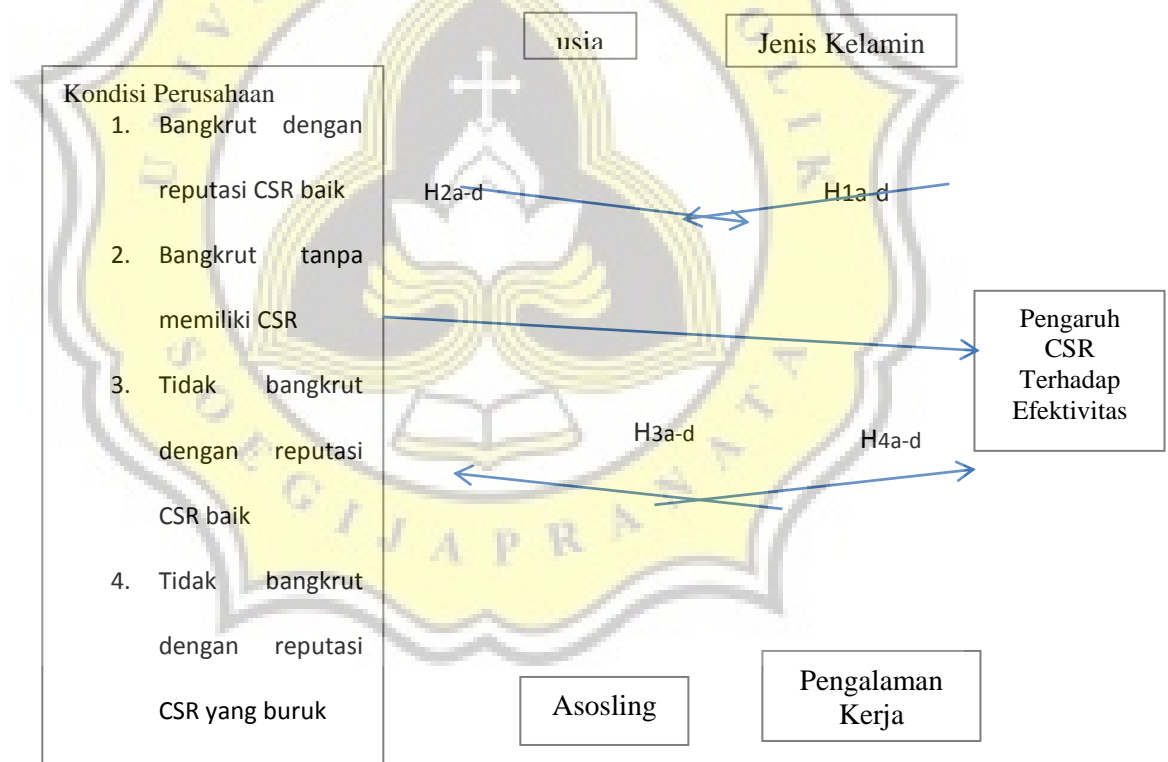 usia
Jenis Kelamin
Kondisi Perusahaan
1. Bangkrut dengan
reputasi CSR baik
2. Bangkrut tanpa
memiliki CSR
3. Tidak bangkrut
dengan reputasi
CSR baik
4. Tidak bangkrut
dengan reputasi
CSR yang buruk
H2a-d
H1a-d
H3a-d
H4a-d
Pengaruh
CSR
Terhadap
Efektivitas
Asosling
Pengalaman
Kerja
SOEGIJAPRANATA